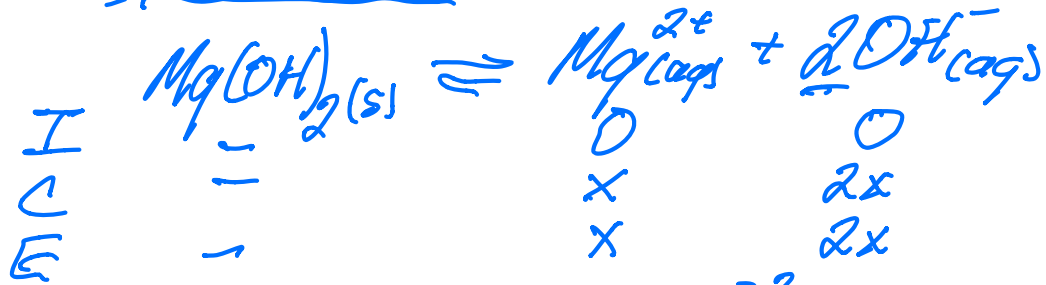 Mg(OH)₂(s) ⇌ Mg²⁺(aq) + 2OH⁻(aq)
I - 0 0
C - x 2x
E - x 2x